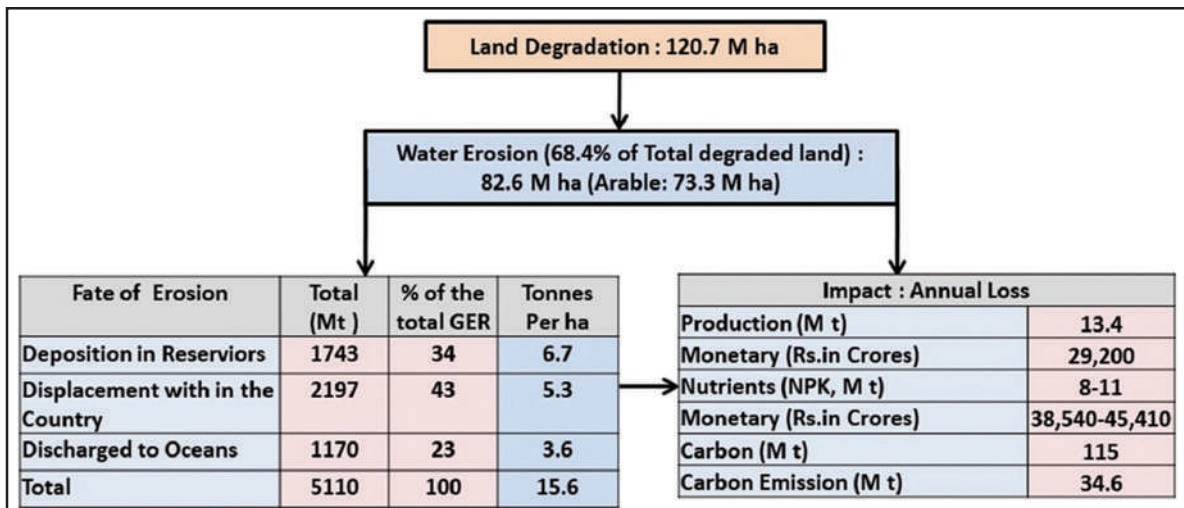 Land Degradation : 120.7 M ha
Water Erosion (68.4% of Total degraded land) :
82.6 M ha (Arable: 73.3 M ha)
Fate of Erosion Total (Mt ) % of the total GER Tonnes Per ha
Deposition in Reserviors 1743 34 6.7
Displacement with in the Country 2197 43 5.3
Discharged to Oceans 1170 23 3.6
Total 5110 100 15.6
Impact : Annual Loss
Production (M t) 13.4
Monetary (Rs.in Crores) 29,200
Nutrients (NPK, M t) 8-11
Monetary (Rs.in Crores) 38,540-45,410
Carbon (M t) 115
Carbon Emission (M t) 34.6